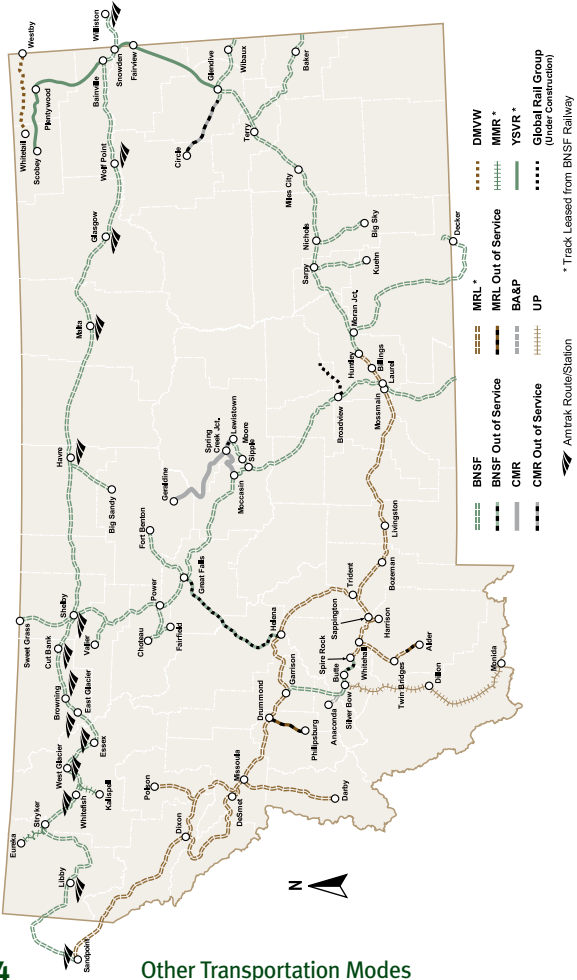 Westby
Williston
Whitetail
Plentywood
Scobey
Snowden
Fairview
Bainville
Wolf Point
Glasgow
Malta
Havre
Big Sandy
Shelby
Sweet Grass
Cut Bank
Valier
Browning
East Glacier
Essex
West Glacier
Whitefish
Kalispell
Stryker
Eureka
Libby
Sandpoint
Glendive
Wibaux
Baker
Circle
Terry
Miles City
Nichols
Big Sky
Sarpy
Kuehn
Decker
Moran Jct.
Huntley
Billings
Laurel
Mossmain
Broadview
Spring
Creek Jct.
Lewistown
Moore
Sipple
Moccasin
Geraldine
Fort Benton
Great Falls
Power
Choteau
Fairfield
Helena
Livingston
Bozeman
Trident
Sappington
Harrison
Spire Rock
Whitehall
Butte
Silver Bow
Anaconda
Alder
Twin Bridges
Dillon
Monida
Garrison
Drummond
Philipsburg
Missoula
DeSmet
Darby
Polson
Dixon
N
BNSF
BNSF Out of Service
CMR
CMR Out of Service
MRL *
MRL Out of Service
BA&P
UP
DMVW
MMR *
YSVR *
Global Rail Group
(Under Construction)
Amtrak Route/Station
* Track Leased from BNSF Railway
4
Other Transportation Modes